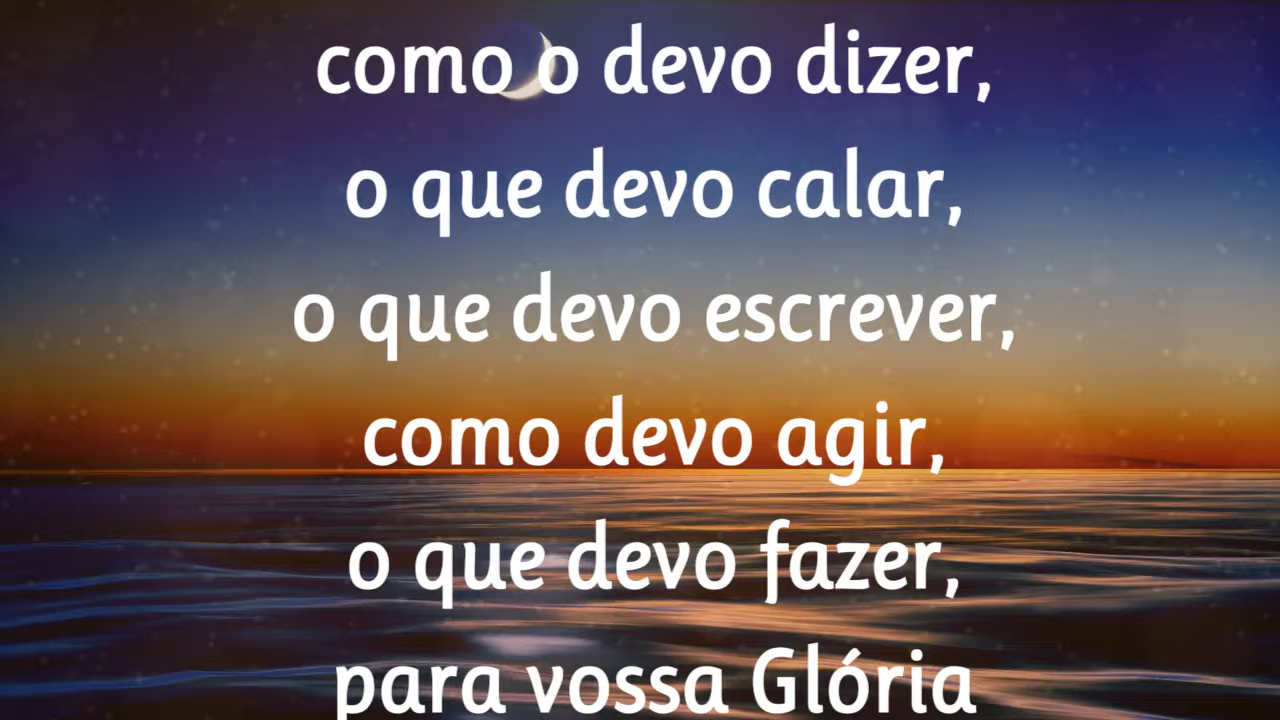 como o devo dizer,
o que devo calar,
o que devo escrever,
como devo agir,
o que devo fazer,
para vossa Glória